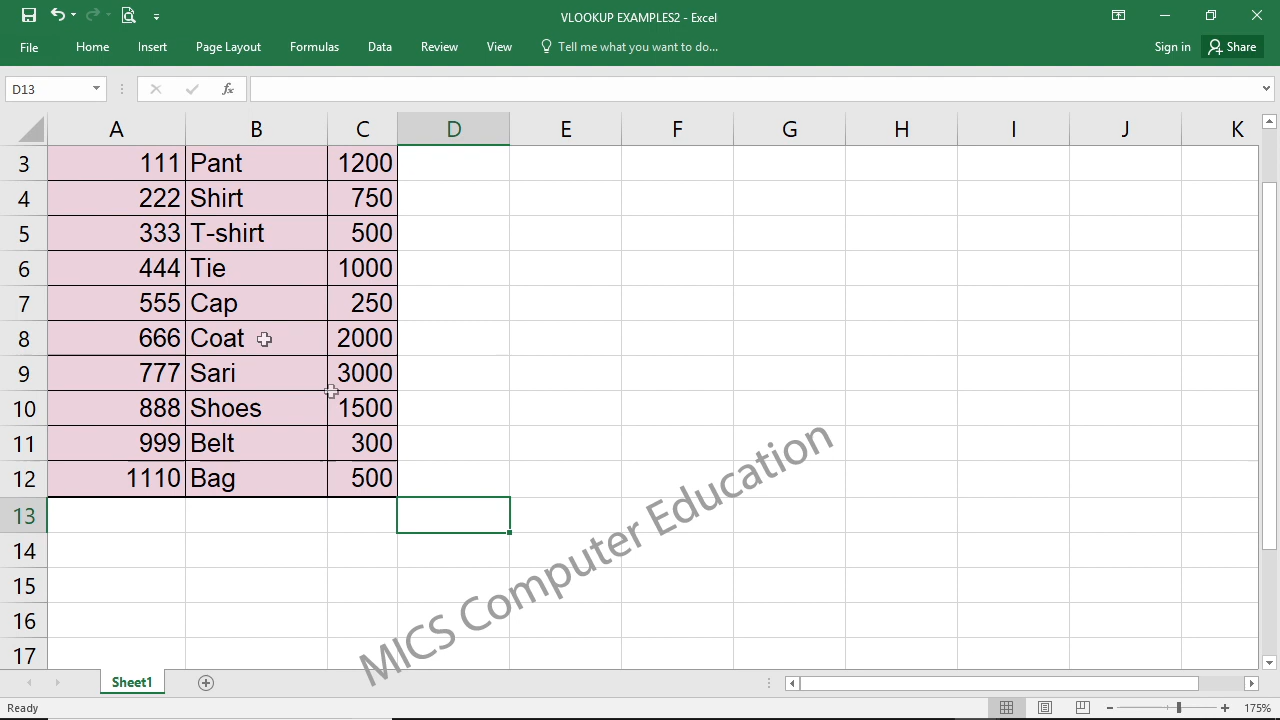 VLOOKUP EXAMPLES2 - Excel
File Home Insert Page Layout Formulas Data Review View Tell me what you want to do... Sign in Share
D13 fx
A B C D E F G H I J K
3 111 Pant 1200
4 222 Shirt 750
5 333 T-shirt 500
6 444 Tie 1000
7 555 Cap 250
8 666 Coat 2000
9 777 Sari 3000
10 888 Shoes 1500
11 999 Belt 300
12 1110 Bag 500
13
14
15
16
17
MICS Computer Education
Sheet1
Ready 175%